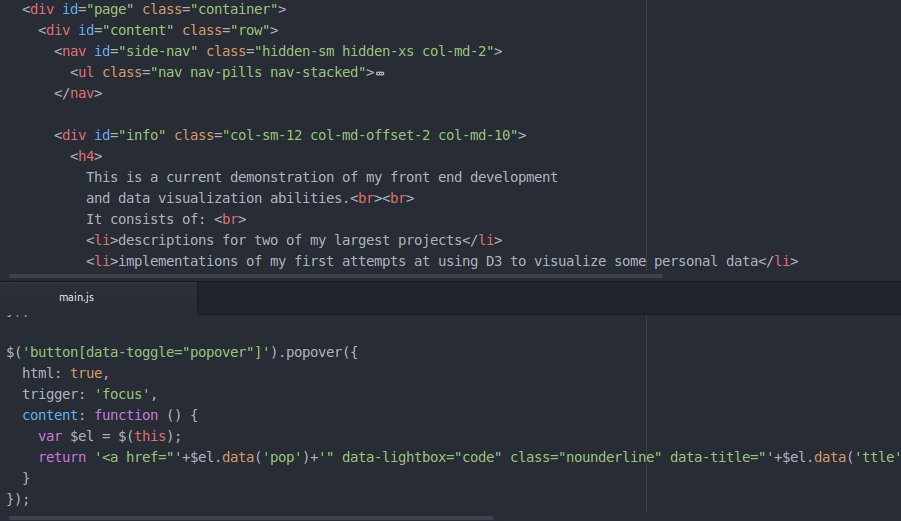 <div id="page" class="container">
<div id="content" class="row">
<nav id="side-nav" class="hidden-sm hidden-xs col-md-2">
<ul class="nav nav-pills nav-stacked">
</nav>
<div id="info" class="col-sm-12 col-md-offset-2 col-md-10">
<h4>
This is a current demonstration of my front end development
and data visualization abilities.<br><br>
It consists of: <br>
<li>descriptions for two of my largest projects</li>
<li>implementations of my first attempts at using D3 to visualize some personal data</li>
main.js
});
$('button[data-toggle="popover"]').popover({
html: true,
trigger: 'focus',
content: function () {
var $el = $(this);
return '<a href="'+$el.data('pop')+'" data-lightbox="code" class="nounderline" data-title="'+$el.data('ttle'
}
});